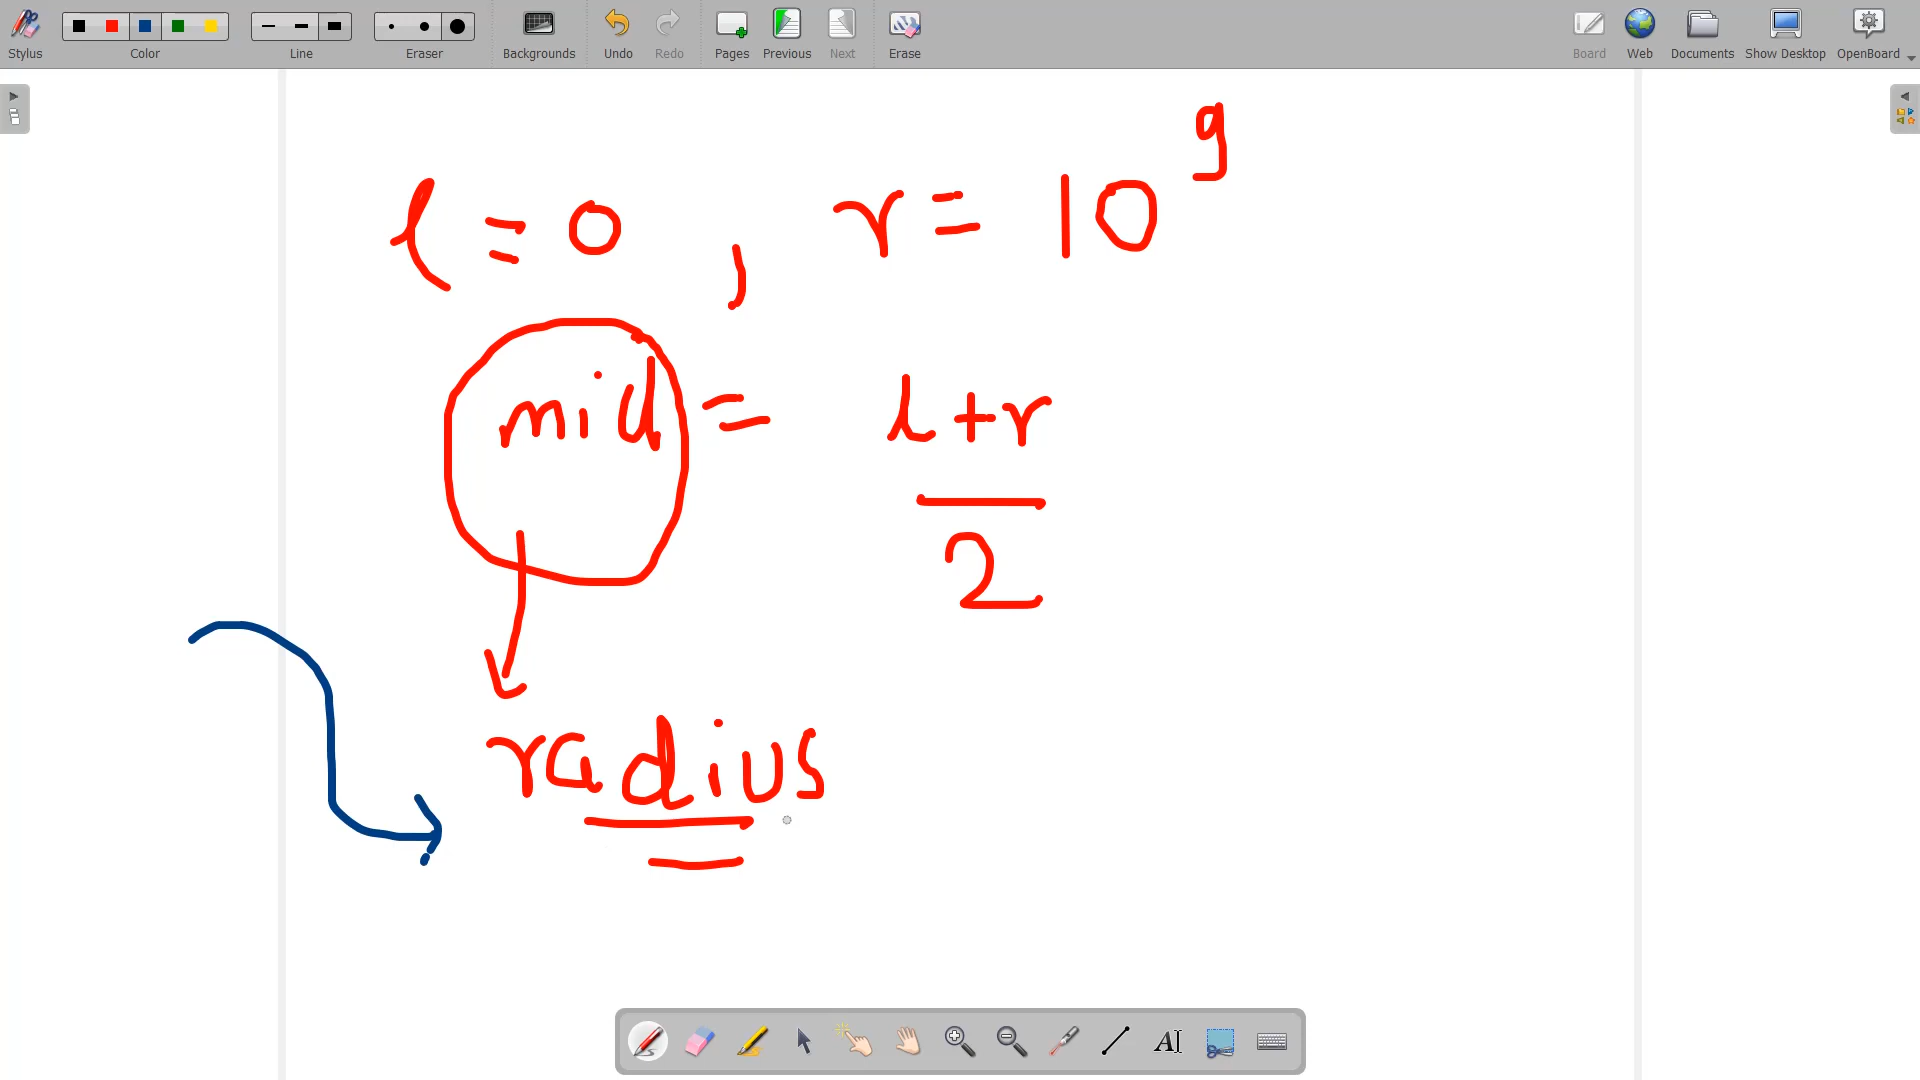 Stylus Color Line Eraser Backgrounds Undo Redo Pages Previous Next Erase Board Web Documents Show Desktop OpenBoard
l = 0 , r = 10^9
mid = l+r
2
radius
AI